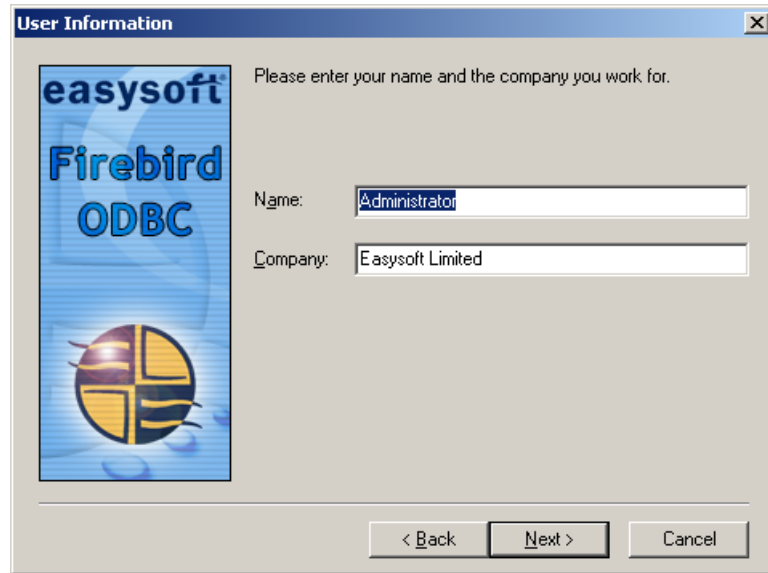 User Information
easysoft
Firebird
ODBC
Please enter your name and the company you work for.
Name: Administrator
Company: Easysoft Limited
< Back Next > Cancel